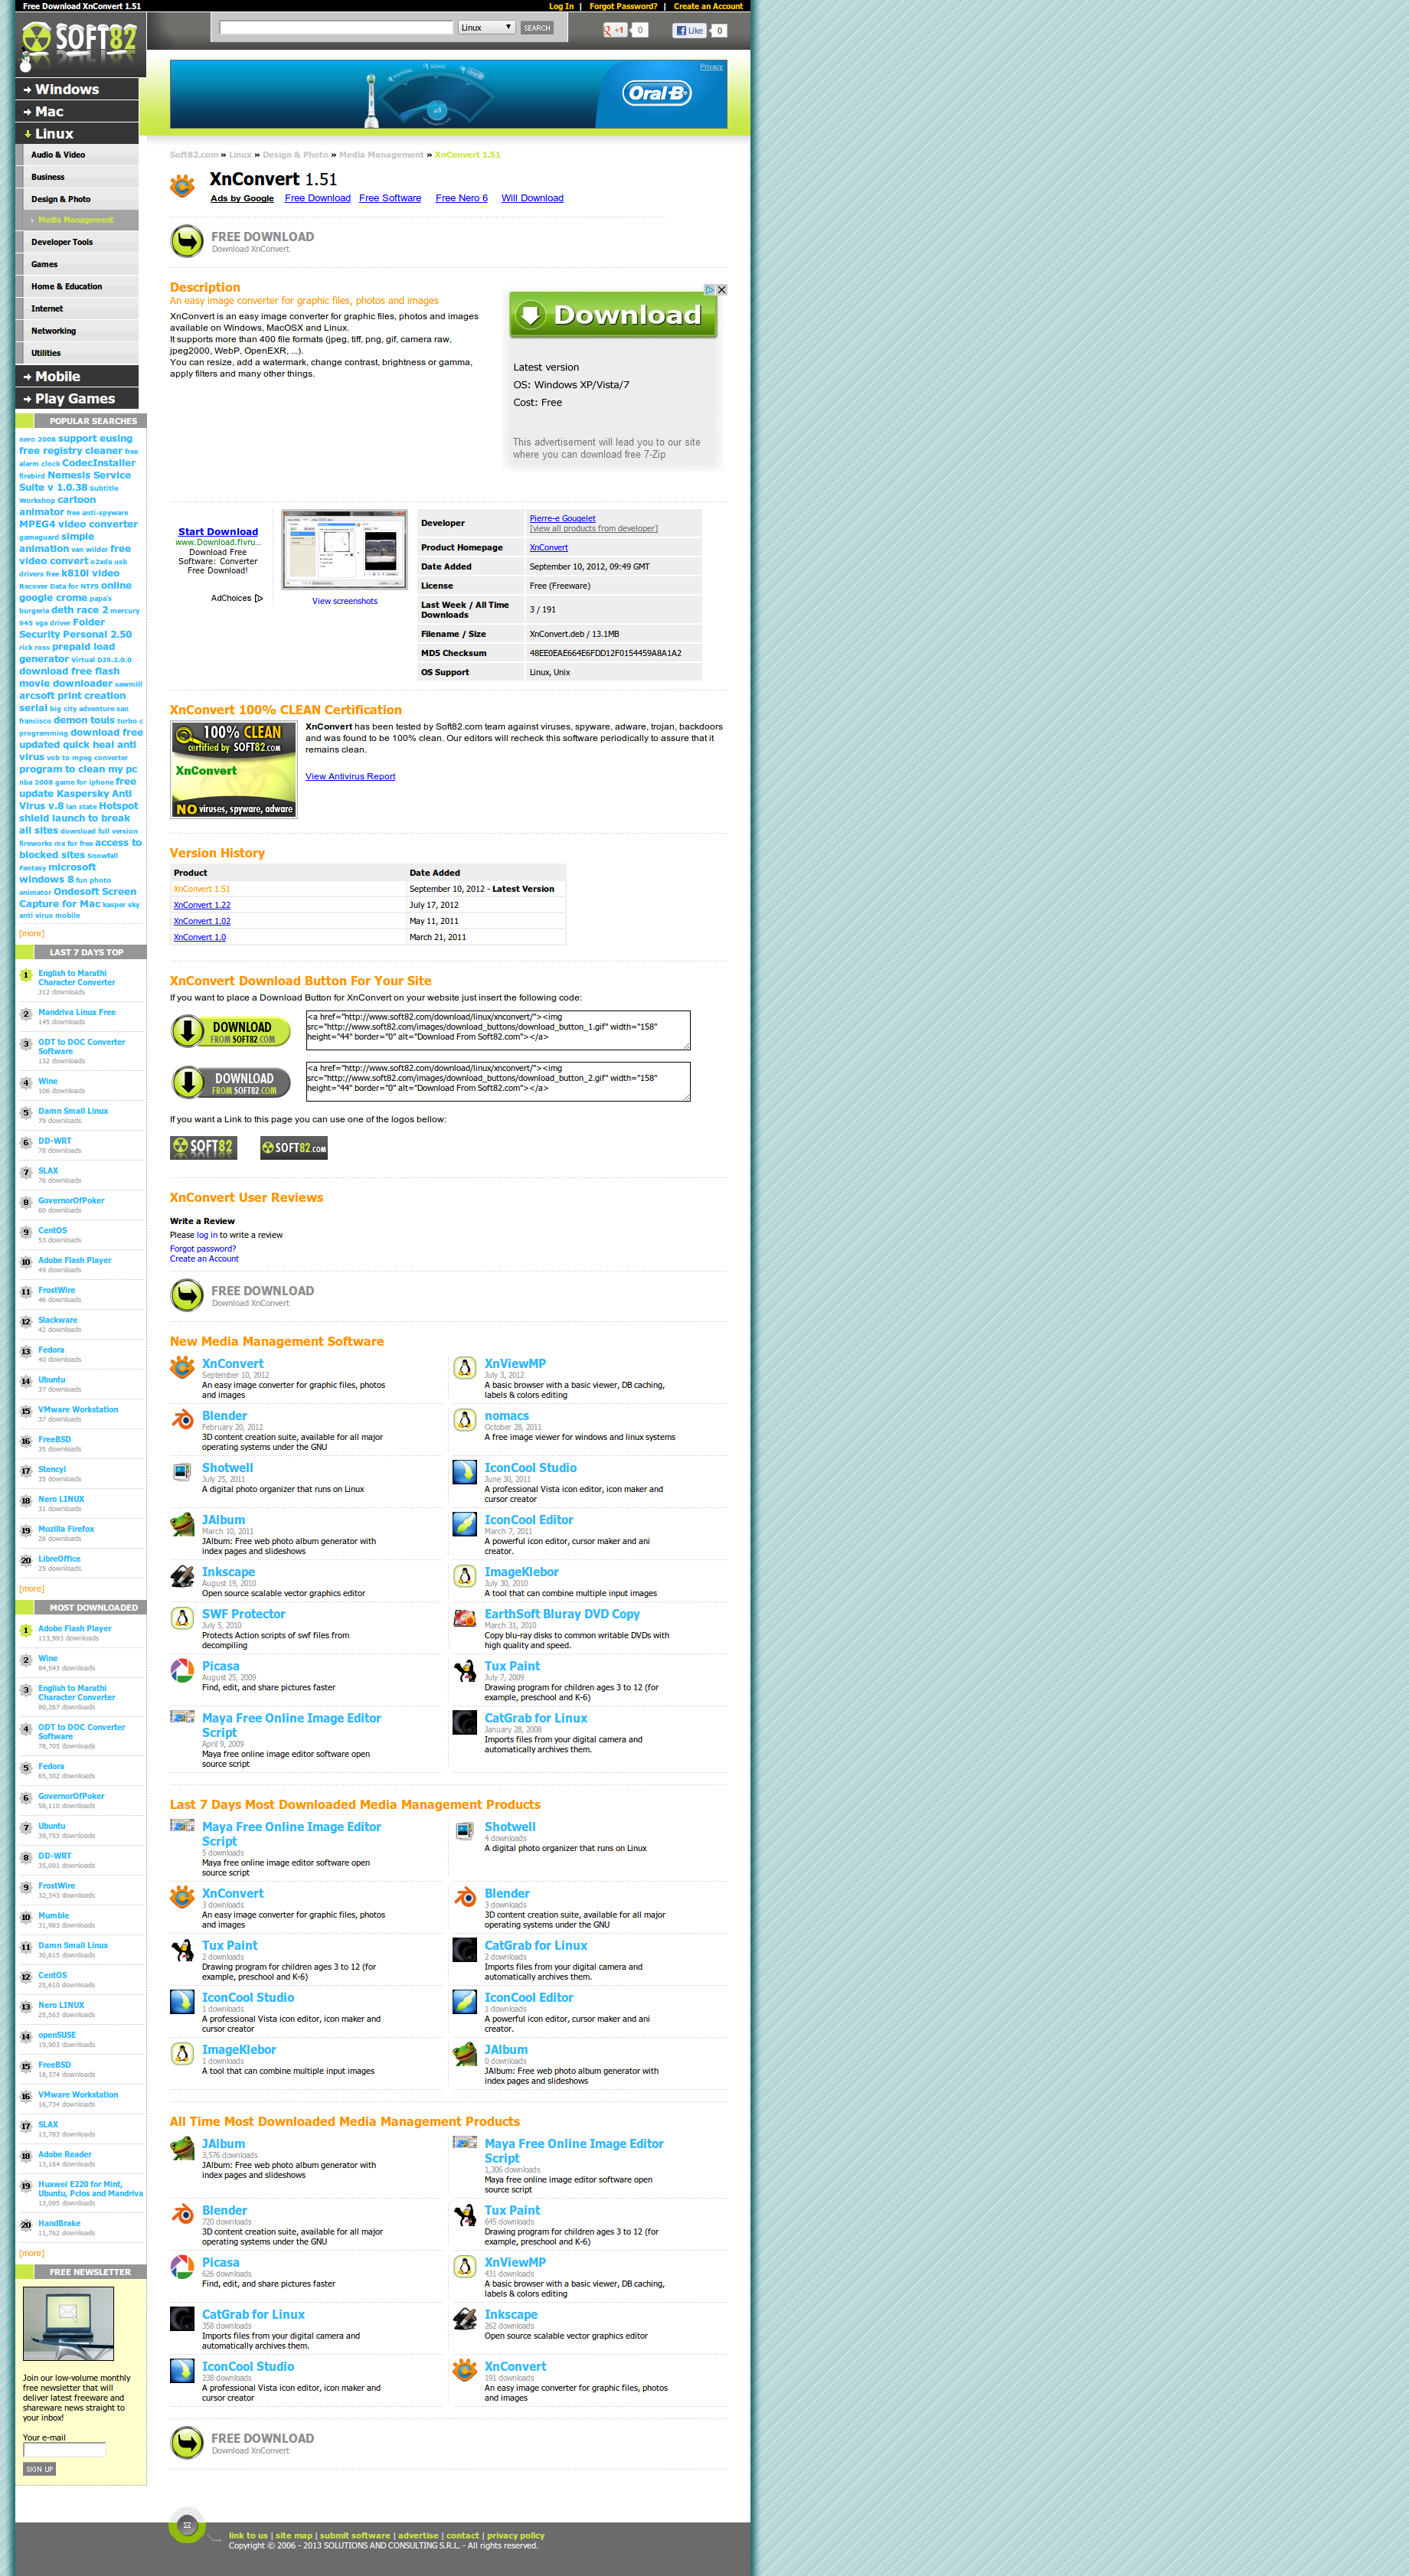 Free Download XnConvert 1.51
Log In | Forgot Password? | Create an Account
SOFT82
Linux
SEARCH
+1 0
Like 0
Windows
Mac
Linux
Audio & Video
Business
Design & Photo
Media Management
Developer Tools
Games
Home & Education
Internet
Networking
Utilities
Mobile
Play Games
Privacy
Oral-B
Soft82.com » Linux » Design & Photo » Media Management » XnConvert 1.51
XnConvert 1.51
Ads by Google Free Download Free Software Free Nero 6 Will Download
FREE DOWNLOAD
Download XnConvert
Description
An easy image converter for graphic files, photos and images
XnConvert is an easy image converter for graphic files, photos and images
available on Windows, MacOSX and Linux.
It supports more than 400 file formats (jpeg, tiff, png, gif, camera raw,
jpeg2000, WebP, OpenEXR, ...).
You can resize, add a watermark, change contrast, brightness or gamma,
apply filters and many other things.
Download
Latest version
OS: Windows XP/Vista/7
Cost: Free
This advertisement will lead you to our site
where you can download free 7-Zip
POPULAR SEARCHES
nero 2008 support eusing
free registry cleaner free
alarm clock CodecInstaller
firebird Nemesis Service
Suite v 1.0.38 Subtitle
Workshop cartoon
animator free anti-spyware
MPEG4 video converter
gameguard simple
animation van wilder free
video convert o2xda usb
drivers free k810i video
Recover Data for NTFS online
google crome papa's
burgeria deth race 2 mercury
945 vga driver Folder
Security Personal 2.50
rick ross prepaid load
generator Virtual DJ5.2.0.0
download free flash
movie downloader sawmill
arcsoft print creation
serial big city adventure san
francisco demon touls turbo c
programming download free
updated quick heal anti
virus vob to mpeg converter
program to clean my pc
nba 2008 game for iphone free
update Kaspersky Anti
Virus v.8 lan state Hotspot
shield launch to break
all sites download full version
fireworks mx for free access to
blocked sites Snowfall
Fantasy microsoft
windows 8 fun photo
animator Ondesoft Screen
Capture for Mac kasper sky
anti virus mobile
[more]
Start Download
www.Download.flvru...
Download Free
Software: Converter
Free Download!
AdChoices
View screenshots
Developer Pierre-e Gougelet
[view all products from developer]
Product Homepage XnConvert
Date Added September 10, 2012, 09:49 GMT
License Free (Freeware)
Last Week / All Time
Downloads 3 / 191
Filename / Size XnConvert.deb / 13.1MB
MD5 Checksum 48EE0EAE664E6FDD12F0154459A8A1A2
OS Support Linux, Unix
XnConvert 100% CLEAN Certification
100% CLEAN
certified by SOFT82.COM
XnConvert
NO viruses, spyware, adware
XnConvert has been tested by Soft82.com team against viruses, spyware, adware, trojan, backdoors
and was found to be 100% clean. Our editors will recheck this software periodically to assure that it
remains clean.
View Antivirus Report
Version History
Product Date Added
XnConvert 1.51 September 10, 2012 - Latest Version
XnConvert 1.22 July 17, 2012
XnConvert 1.02 May 11, 2011
XnConvert 1.0 March 21, 2011
XnConvert Download Button For Your Site
If you want to place a Download Button for XnConvert on your website just insert the following code:
DOWNLOAD
FROM SOFT82.COM
<a href="http://www.soft82.com/download/linux/xnconvert/"><img
src="http://www.soft82.com/images/download_buttons/download_button_1.gif" width="158"
height="44" border="0" alt="Download From Soft82.com"></a>
DOWNLOAD
FROM SOFT82.COM
<a href="http://www.soft82.com/download/linux/xnconvert/"><img
src="http://www.soft82.com/images/download_buttons/download_button_2.gif" width="158"
height="44" border="0" alt="Download From Soft82.com"></a>
If you want a Link to this page you can use one of the logos bellow:
SOFT82
SOFT82.COM
XnConvert User Reviews
Write a Review
Please log in to write a review
Forgot password?
Create an Account
FREE DOWNLOAD
Download XnConvert
LAST 7 DAYS TOP
1 English to Marathi
Character Converter
312 downloads
2 Mandriva Linux Free
145 downloads
3 ODT to DOC Converter
Software
132 downloads
4 Wine
106 downloads
5 Damn Small Linux
79 downloads
6 DD-WRT
78 downloads
7 SLAX
76 downloads
8 GovernorOfPoker
60 downloads
9 CentOS
53 downloads
10 Adobe Flash Player
49 downloads
11 FrostWire
46 downloads
12 Slackware
42 downloads
13 Fedora
40 downloads
14 Ubuntu
37 downloads
15 VMware Workstation
37 downloads
16 FreeBSD
35 downloads
17 Stencyl
35 downloads
18 Nero LINUX
31 downloads
19 Mozilla Firefox
26 downloads
20 LibreOffice
25 downloads
[more]
MOST DOWNLOADED
1 Adobe Flash Player
113,993 downloads
2 Wine
84,543 downloads
3 English to Marathi
Character Converter
80,267 downloads
4 ODT to DOC Converter
Software
78,705 downloads
5 Fedora
65,302 downloads
6 GovernorOfPoker
58,110 downloads
7 Ubuntu
39,753 downloads
8 DD-WRT
35,091 downloads
9 FrostWire
32,343 downloads
10 Mumble
31,983 downloads
11 Damn Small Linux
30,615 downloads
12 CentOS
25,610 downloads
13 Nero LINUX
25,563 downloads
14 openSUSE
19,903 downloads
15 FreeBSD
18,374 downloads
16 VMware Workstation
16,734 downloads
17 SLAX
13,783 downloads
18 Adobe Reader
13,164 downloads
19 Huawei E220 for Mint,
Ubuntu, Pclos and Mandriva
13,095 downloads
20 HandBrake
11,762 downloads
[more]
FREE NEWSLETTER
Join our low-volume monthly
free newsletter that will
deliver latest freeware and
shareware news straight to
your inbox!
Your e-mail
SIGN UP
New Media Management Software
XnConvert
September 10, 2012
An easy image converter for graphic files, photos
and images
XnViewMP
July 3, 2012
A basic browser with a basic viewer, DB caching,
labels & colors editing
Blender
February 20, 2012
3D content creation suite, available for all major
operating systems under the GNU
nomacs
October 28, 2011
A free image viewer for windows and linux systems
Shotwell
July 25, 2011
A digital photo organizer that runs on Linux
IconCool Studio
June 30, 2011
A professional Vista icon editor, icon maker and
cursor creator
JAlbum
March 10, 2011
JAlbum: Free web photo album generator with
index pages and slideshows
IconCool Editor
March 7, 2011
A powerful icon editor, cursor maker and ani
creator.
Inkscape
August 19, 2010
Open source scalable vector graphics editor
ImageKlebor
July 30, 2010
A tool that can combine multiple input images
SWF Protector
July 5, 2010
Protects Action scripts of swf files from
decompiling
EarthSoft Bluray DVD Copy
March 31, 2010
Copy blu-ray disks to common writable DVDs with
high quality and speed.
Picasa
August 25, 2009
Find, edit, and share pictures faster
Tux Paint
July 7, 2009
Drawing program for children ages 3 to 12 (for
example, preschool and K-6)
Maya Free Online Image Editor
Script
April 9, 2009
Maya free online image editor software open
source script
CatGrab for Linux
January 28, 2008
Imports files from your digital camera and
automatically archives them.
Last 7 Days Most Downloaded Media Management Products
Maya Free Online Image Editor
Script
5 downloads
Maya free online image editor software open
source script
Shotwell
4 downloads
A digital photo organizer that runs on Linux
XnConvert
3 downloads
An easy image converter for graphic files, photos
and images
Blender
3 downloads
3D content creation suite, available for all major
operating systems under the GNU
Tux Paint
2 downloads
Drawing program for children ages 3 to 12 (for
example, preschool and K-6)
CatGrab for Linux
2 downloads
Imports files from your digital camera and
automatically archives them.
IconCool Studio
1 downloads
A professional Vista icon editor, icon maker and
cursor creator
IconCool Editor
1 downloads
A powerful icon editor, cursor maker and ani
creator.
ImageKlebor
1 downloads
A tool that can combine multiple input images
JAlbum
0 downloads
JAlbum: Free web photo album generator with
index pages and slideshows
All Time Most Downloaded Media Management Products
JAlbum
3,576 downloads
JAlbum: Free web photo album generator with
index pages and slideshows
Maya Free Online Image Editor
Script
1,306 downloads
Maya free online image editor software open
source script
Blender
720 downloads
3D content creation suite, available for all major
operating systems under the GNU
Tux Paint
645 downloads
Drawing program for children ages 3 to 12 (for
example, preschool and K-6)
Picasa
626 downloads
Find, edit, and share pictures faster
XnViewMP
431 downloads
A basic browser with a basic viewer, DB caching,
labels & colors editing
CatGrab for Linux
358 downloads
Imports files from your digital camera and
automatically archives them.
Inkscape
262 downloads
Open source scalable vector graphics editor
IconCool Studio
238 downloads
A professional Vista icon editor, icon maker and
cursor creator
XnConvert
191 downloads
An easy image converter for graphic files, photos
and images
FREE DOWNLOAD
Download XnConvert
link to us | site map | submit software | advertise | contact | privacy policy
Copyright © 2006 - 2013 SOLUTIONS AND CONSULTING S.R.L. - All rights reserved.